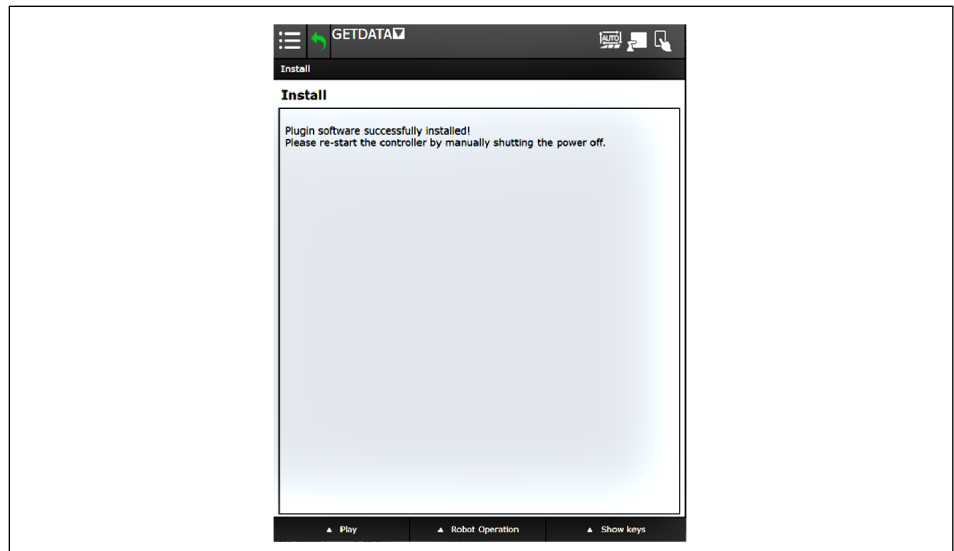 GETDATA
AUTO
Install
Install
Plugin software successfully installed!
Please re-start the controller by manually shutting the power off.
Play
Robot Operation
Show keys